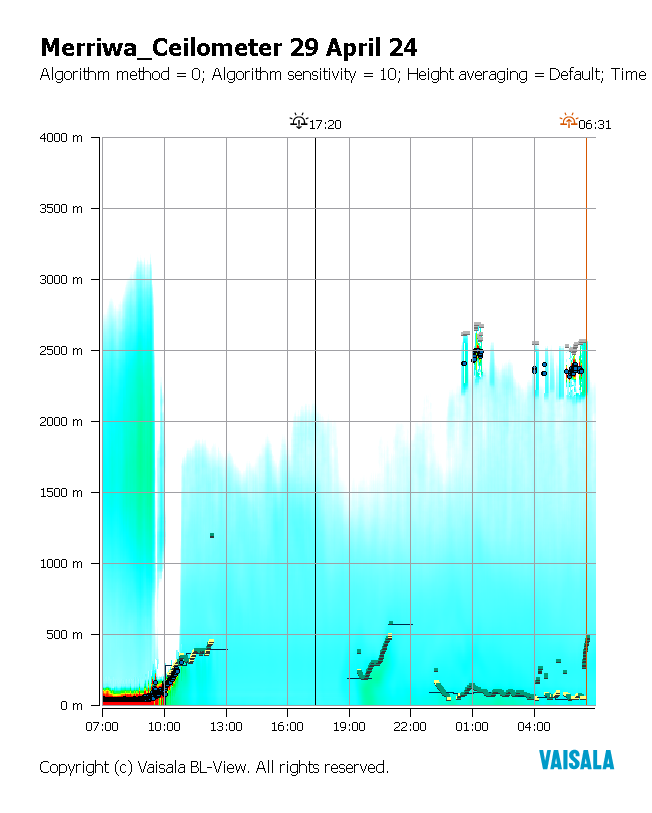 Merriwa_Ceilometer 29 April 24
Algorithm method = 0; Algorithm sensitivity = 10; Height averaging = Default; Time
17:20
06:31
4000 m
3500 m
3000 m
2500 m
2000 m
1500 m
1000 m
500 m
0 m
07:00 10:00 13:00 16:00 19:00 22:00 01:00 04:00
Copyright (c) Vaisala BL-View. All rights reserved.
VAISALA